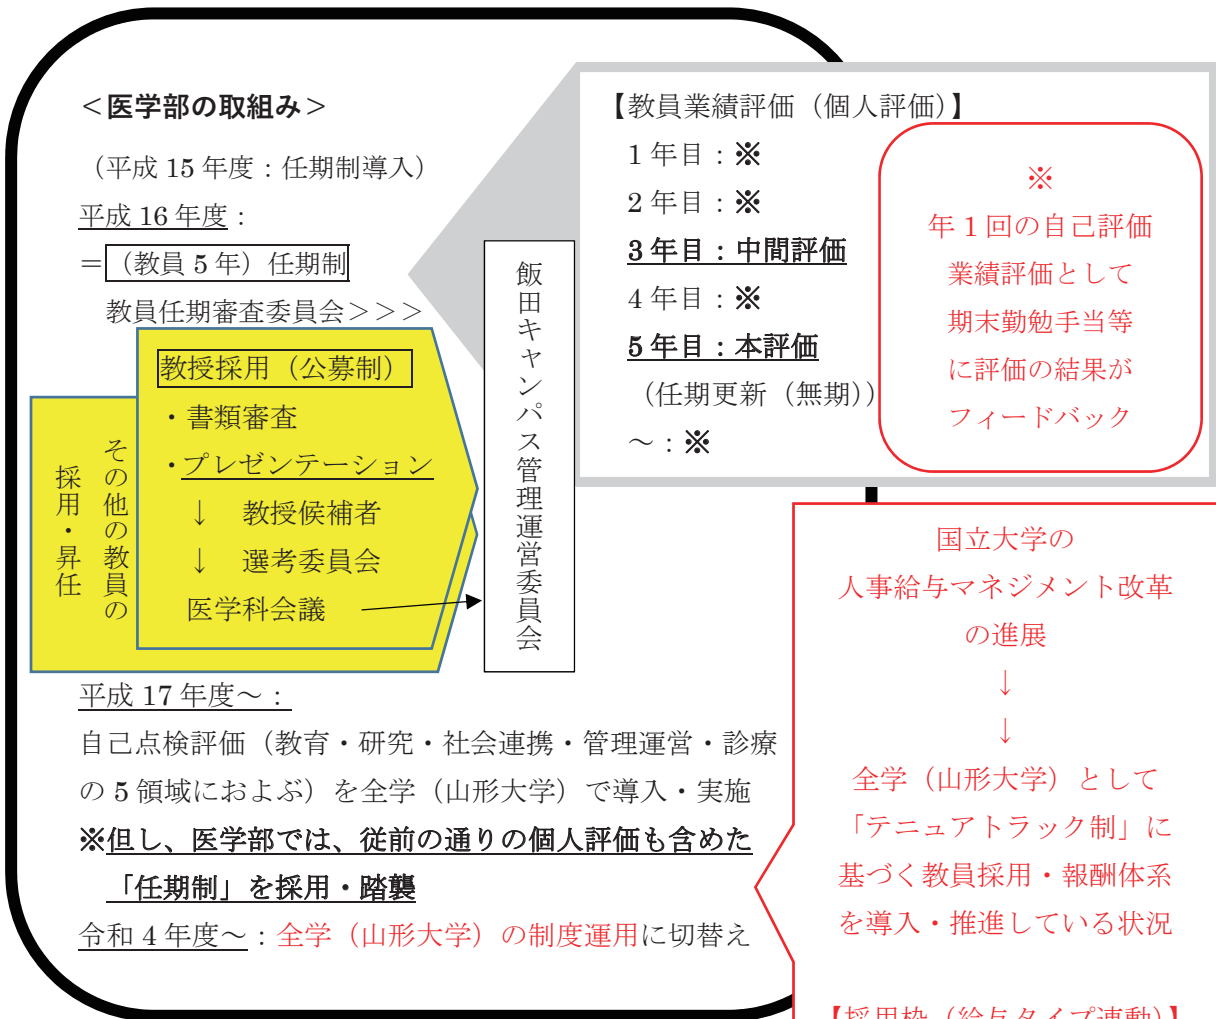 ＜医学部の取組み＞
（平成 15 年度：任期制導入）
平成 16 年度：
＝（教員 5 年）任期制
教員任期審査委員会＞＞＞
教授採用（公募制）
・書類審査
・プレゼンテーション
↓　教授候補者
↓　選考委員会
医学科会議
その他の教員の
採用・昇任
飯田キャンパス管理運営委員会
【教員業績評価（個人評価）】
1 年目：※
2 年目：※
3 年目：中間評価
4 年目：※
5 年目：本評価
（任期更新（無期））
～：※
※
年 1 回の自己評価
業績評価として
期末勤勉手当等
に評価の結果が
フィードバック
平成 17 年度～：
自己点検評価（教育・研究・社会連携・管理運営・診療
の 5 領域におよぶ）を全学（山形大学）で導入・実施
※但し、医学部では、従前の通りの個人評価も含めた
「任期制」を採用・踏襲
令和 4 年度～：全学（山形大学）の制度運用に切替え
国立大学の
人事給与マネジメント改革
の進展
↓
↓
全学（山形大学）として
「テニュアトラック制」に
基づく教員採用・報酬体系
を導入・推進している状況
【採用枠（給与タイプ連動）】